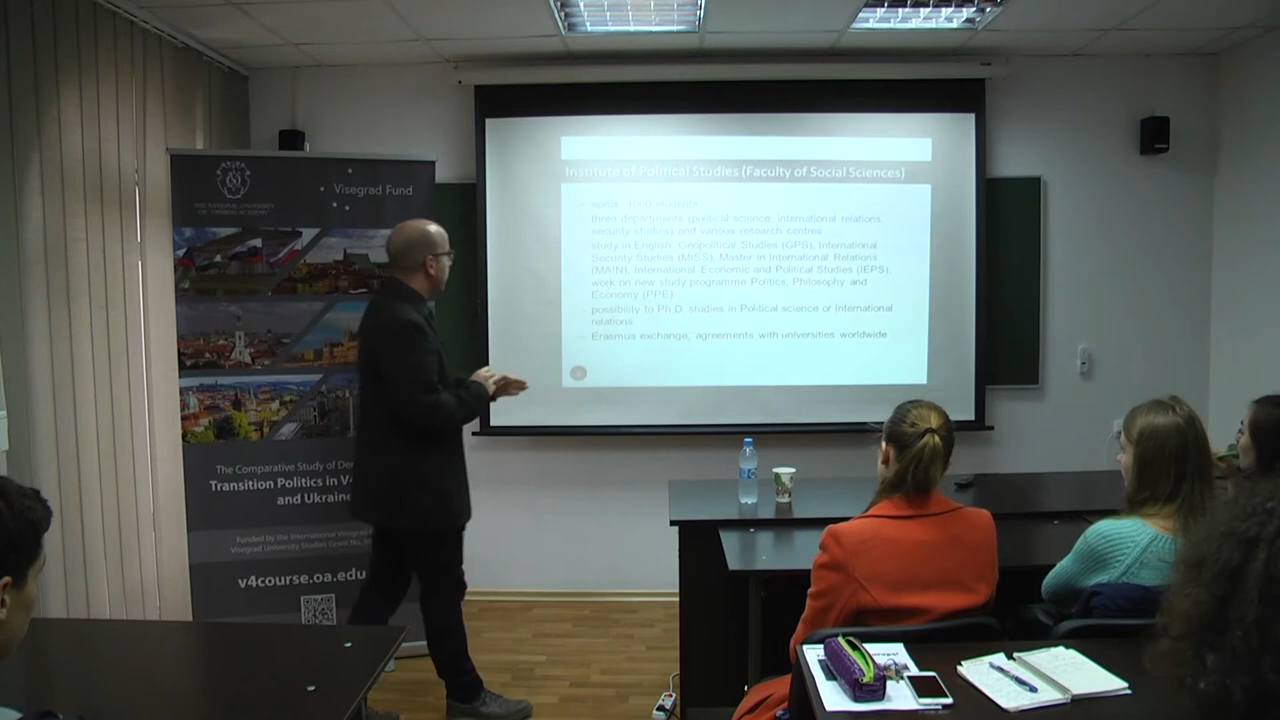 Visegrad Fund
THE NATIONAL UNIVERSITY
OF OSTROH ACADEMY
The Comparative Study of
Transition Politics in
and Ukraine
Funded by the International
Visegrad University Studies Grant No.
v4course.oa.edu
Institute of Political Studies (Faculty of Social Sciences)
students
– three departments (political science, international relations,
security studies) and various research centres
– study in English: Geopolitical Studies (GPS), International
Security Studies (MISS), Master in International Relations
(MAIN), International Economic and Political Studies (IEPS),
work on new study programme Politics, Philosophy and
Economy (PPE)
– possibility to Ph.D. studies in Political science or International
relations
– Erasmus exchange, agreements with universities worldwide